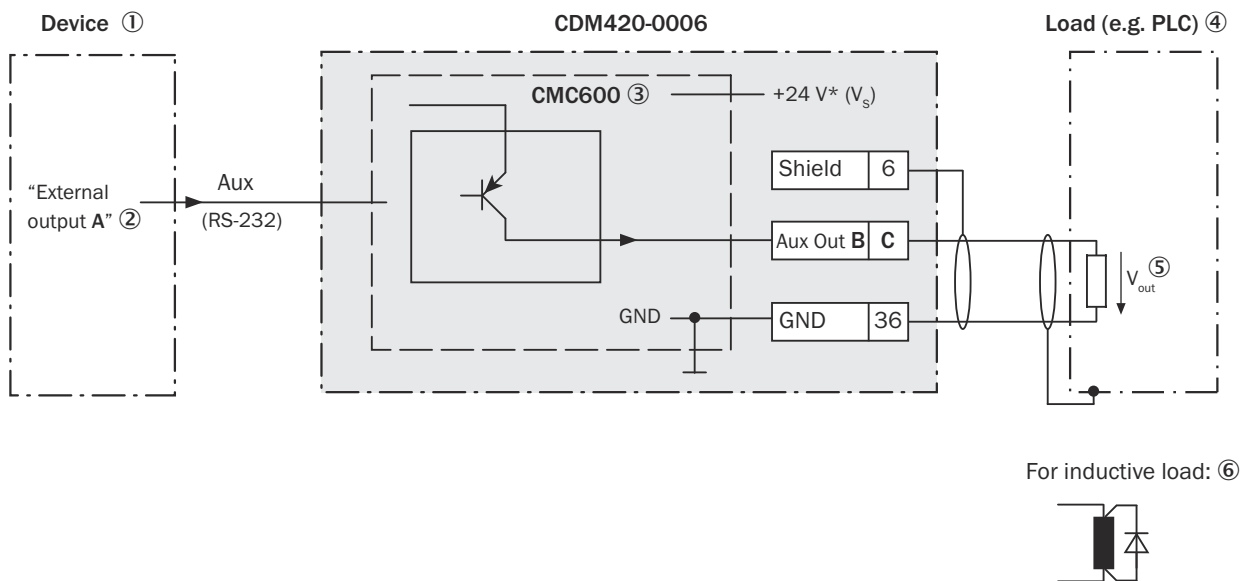 Device ①
CDM420-0006
Load (e.g. PLC) ④
CMC600 ③
+24 V* (Vs)
"External
output A" ②
Aux
(RS-232)
Shield 6
Aux Out B C
Vout ⑤
GND
GND 36
For inductive load: ⑥